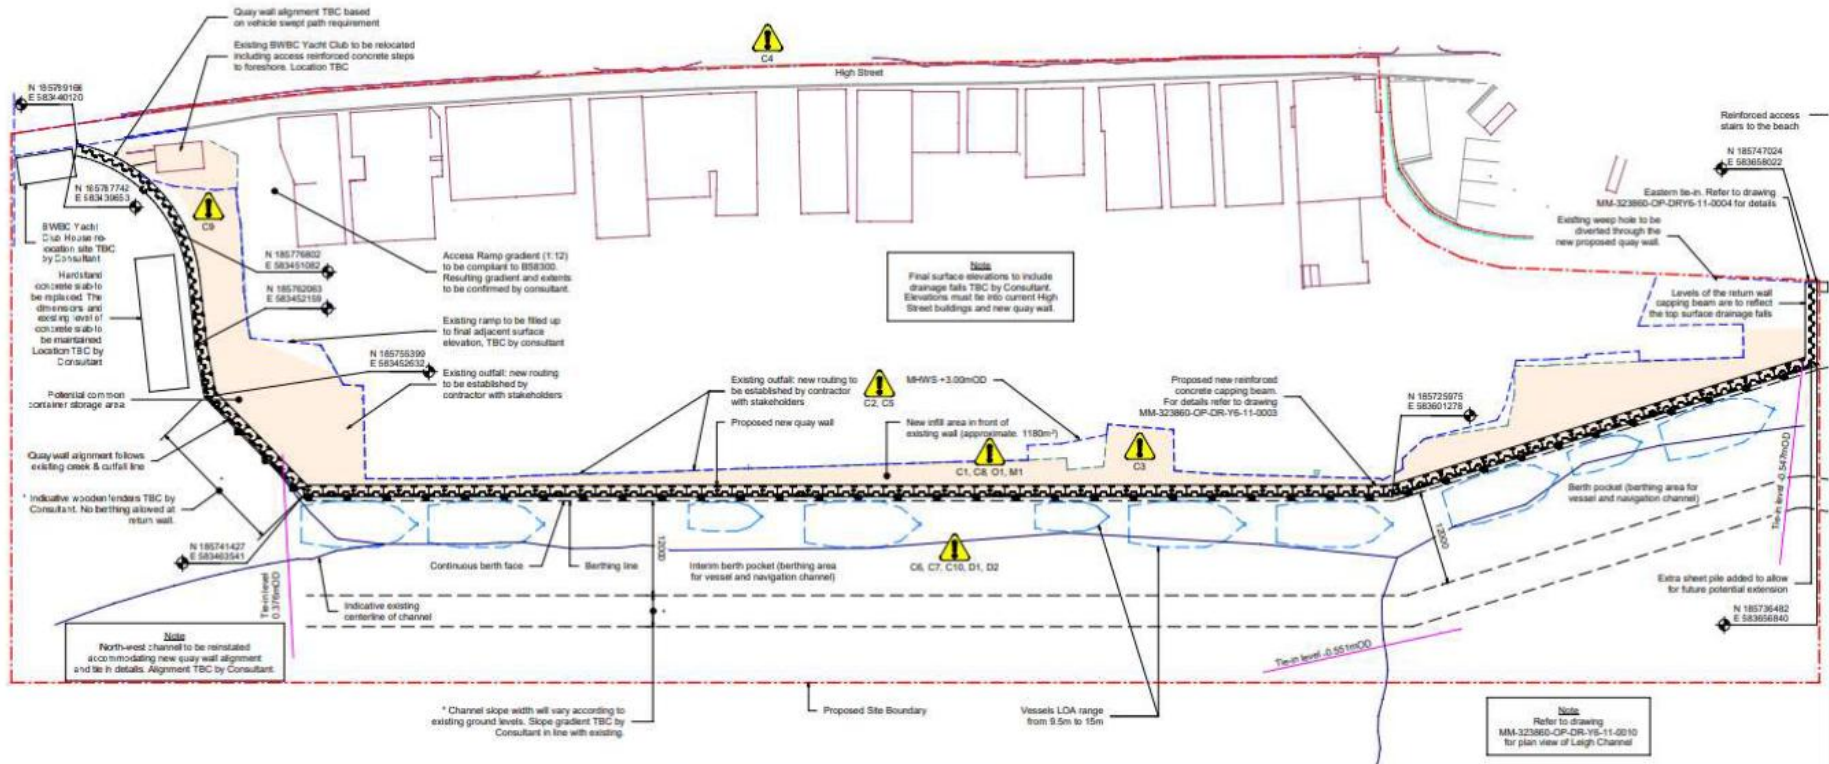 Quay wall alignment TBC based
on vehicle swept path requirement
Existing BWBC Yacht Club to be relocated
including access reinforced concrete steps
to foreshore. Location TBC
C4
High Street
N 185789166
E 583440120
Reinforced access
stairs to the beach
N 185747024
E 583658022
N 185787742
E 583439653
C9
Eastern tie-in. Refer to drawing
MM-323860-OP-DRY6-11-0004 for details
Existing weep hole to be
diverted through the
new proposed quay wall.
BWBC Yacht
Club House re-
location site TBC
by Consultant
N 185776802
E 583451082
Access Ramp gradient (1:12)
to be compliant to BS8300.
Resulting gradient and extents
to be confirmed by consultant.
Note
Final surface elevations to include
drainage falls TBC by Consultant.
Elevations must tie into current High
Street buildings and new quay wall.
Hardstand
concrete slab to
be replaced. The
dimensions and
existing level of
concrete slab to
be maintained
Location TBC by
Consultant
N 185762063
E 583452159
Levels of the return wall
capping beam are to reflect
the top surface drainage falls
Existing ramp to be filled up
to final adjacent surface
elevation, TBC by consultant
N 185755399
E 583452632
Existing outfall: new routing
to be established by
contractor with stakeholders
Existing outfall: new routing to
be established by contractor
with stakeholders
C2, C5
MHWS +3.00mOD
Proposed new reinforced
concrete capping beam.
For details refer to drawing
MM-323860-OP-DR-Y6-11-0003
N 185725975
E 583601278
Potential common
container storage area
Proposed new quay wall
New infill area in front of
existing wall (approximate. 1180m²)
C1, C8, O1, M1
C3
Quay wall alignment follows
existing creek & outfall line
* Indicative wooden fenders TBC by
Consultant. No berthing allowed at
return wall.
Berth pocket (berthing area for
vessel and navigation channel)
Tie-in level -0.547mOD
N 185741427
E 583463541
12000
12000
Continuous berth face
Berthing line
Interim berth pocket (berthing area
for vessel and navigation channel)
C6, C7, C10, D1, D2
Tie-in level
0.376mOD
Indicative existing
centerline of channel
Extra sheet pile added to allow
for future potential extension
N 185736482
E 583656840
Note
North-west channel to be reinstated
accommodating new quay wall alignment
and tie in details. Alignment TBC by Consultant.
Tie-in level -0.551mOD
* Channel slope width will vary according to
existing ground levels. Slope gradient TBC by
Consultant in line with existing.
Proposed Site Boundary
Vessels LOA range
from 9.5m to 15m
Note
Refer to drawing
MM-323860-OP-DR-Y6-11-0010
for plan view of Leigh Channel